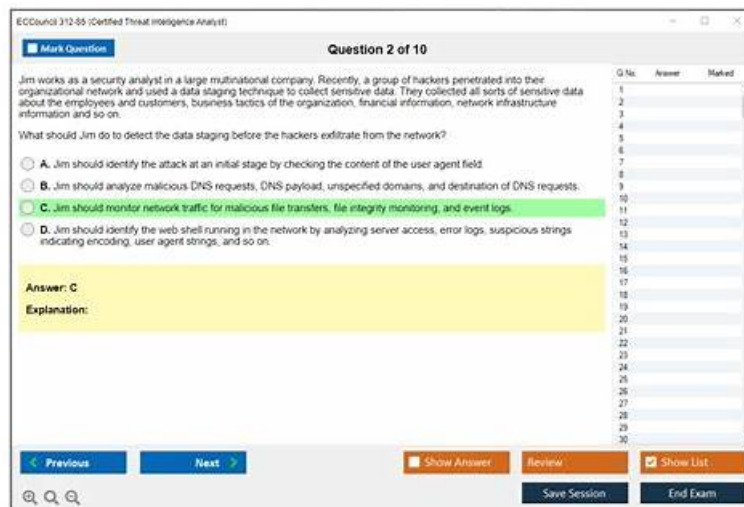 ECCouncil 312-85 (Certified Threat Intelligence Analyst)
Mark Question
Question 2 of 10
Q.No. Answer Marked
Jim works as a security analyst in a large multinational company. Recently, a group of hackers penetrated into their
organizational network and used a data staging technique to collect sensitive data. They collected all sorts of sensitive data
about the employees and customers, business tactics of the organization, financial information, network infrastructure
information and so on.
What should Jim do to detect the data staging before the hackers exfiltrate from the network?
A. Jim should identify the attack at an initial stage by checking the content of the user agent field.
B. Jim should analyze malicious DNS requests, DNS payload, unspecified domains, and destination of DNS requests.
C. Jim should monitor network traffic for malicious file transfers, file integrity monitoring, and event logs.
D. Jim should identify the web shell running in the network by analyzing server access, error logs, suspicious strings
indicating encoding, user agent strings, and so on.
Answer: C
Explanation:
1
2
3
4
5
6
7
8
9
10
11
12
13
14
15
16
17
18
19
20
21
22
23
24
25
26
27
28
29
30
Previous
Next
Show Answer
Review
Show List
Save Session
End Exam